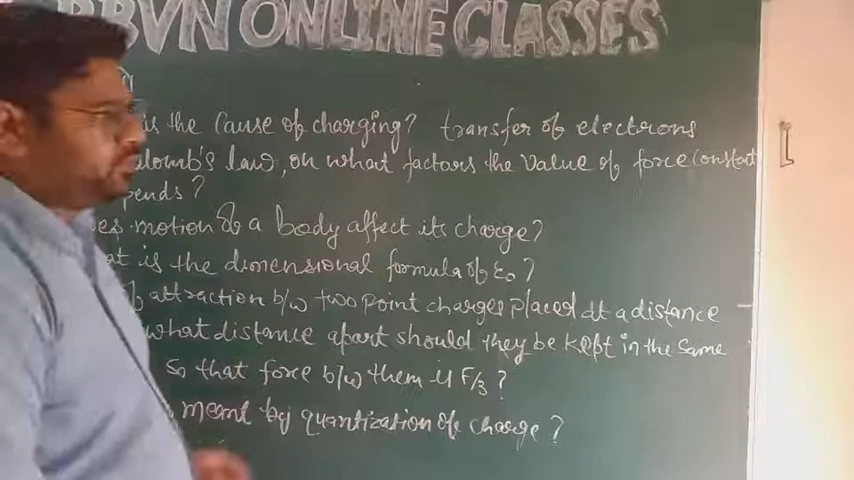 BBVN ONLINE CLASSES
is the Cause of charging? transfer of electrons
lomb's law, on what factors the value of force constant
pends?
es motion of a body affect its charge?
at is the dimensional formula of ε₀?
of attraction b/w two point charges placed at a distance
what distance apart should they be kept in the same
So that force b/w them is F/3?
meant by quantization of charge?